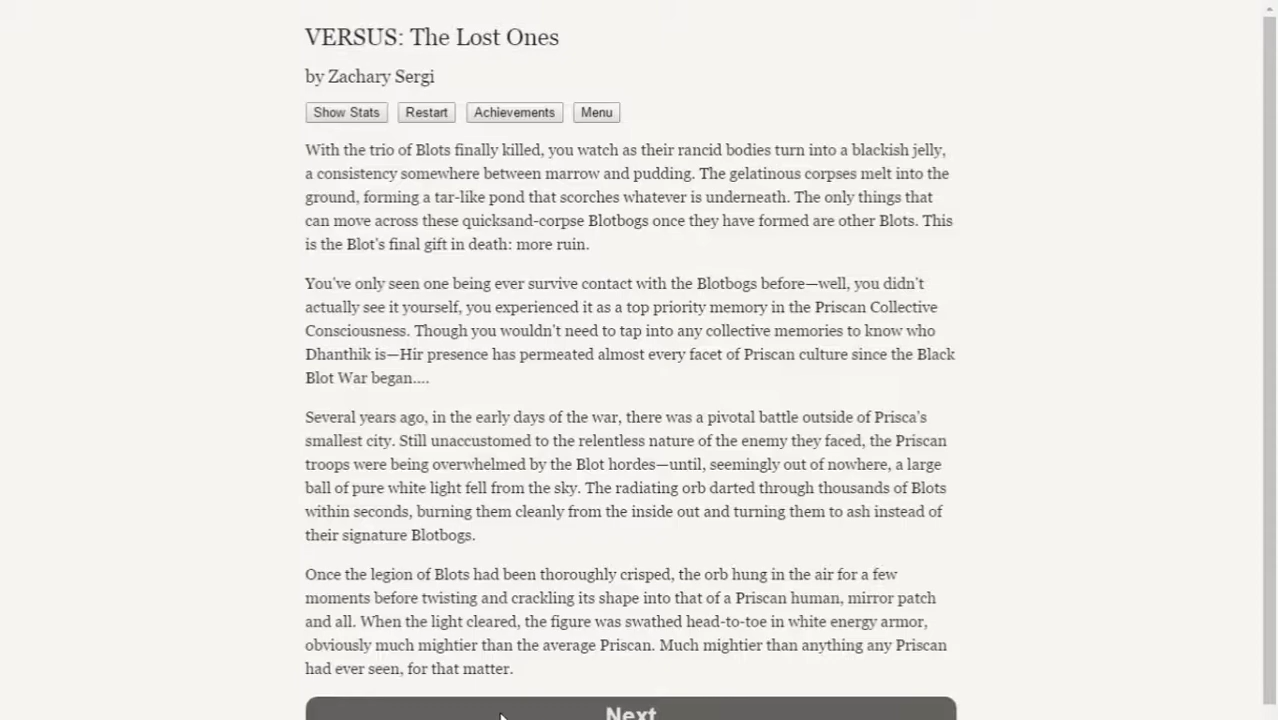 VERSUS: The Lost Ones
by Zachary Sergi
Show Stats Restart Achievements Menu
With the trio of Blots finally killed, you watch as their rancid bodies turn into a blackish jelly,
a consistency somewhere between marrow and pudding. The gelatinous corpses melt into the
ground, forming a tar-like pond that scorches whatever is underneath. The only things that
can move across these quicksand-corpse Blotbogs once they have formed are other Blots. This
is the Blot's final gift in death: more ruin.
You've only seen one being ever survive contact with the Blotbogs before—well, you didn't
actually see it yourself, you experienced it as a top priority memory in the Priscan Collective
Consciousness. Though you wouldn't need to tap into any collective memories to know who
Dhanthik is—Hir presence has permeated almost every facet of Priscan culture since the Black
Blot War began....
Several years ago, in the early days of the war, there was a pivotal battle outside of Prisca's
smallest city. Still unaccustomed to the relentless nature of the enemy they faced, the Priscan
troops were being overwhelmed by the Blot hordes—until, seemingly out of nowhere, a large
ball of pure white light fell from the sky. The radiating orb darted through thousands of Blots
within seconds, burning them cleanly from the inside out and turning them to ash instead of
their signature Blotbogs.
Once the legion of Blots had been thoroughly crisped, the orb hung in the air for a few
moments before twisting and crackling its shape into that of a Priscan human, mirror patch
and all. When the light cleared, the figure was swathed head-to-toe in white energy armor,
obviously much mightier than the average Priscan. Much mightier than anything any Priscan
had ever seen, for that matter.
Next